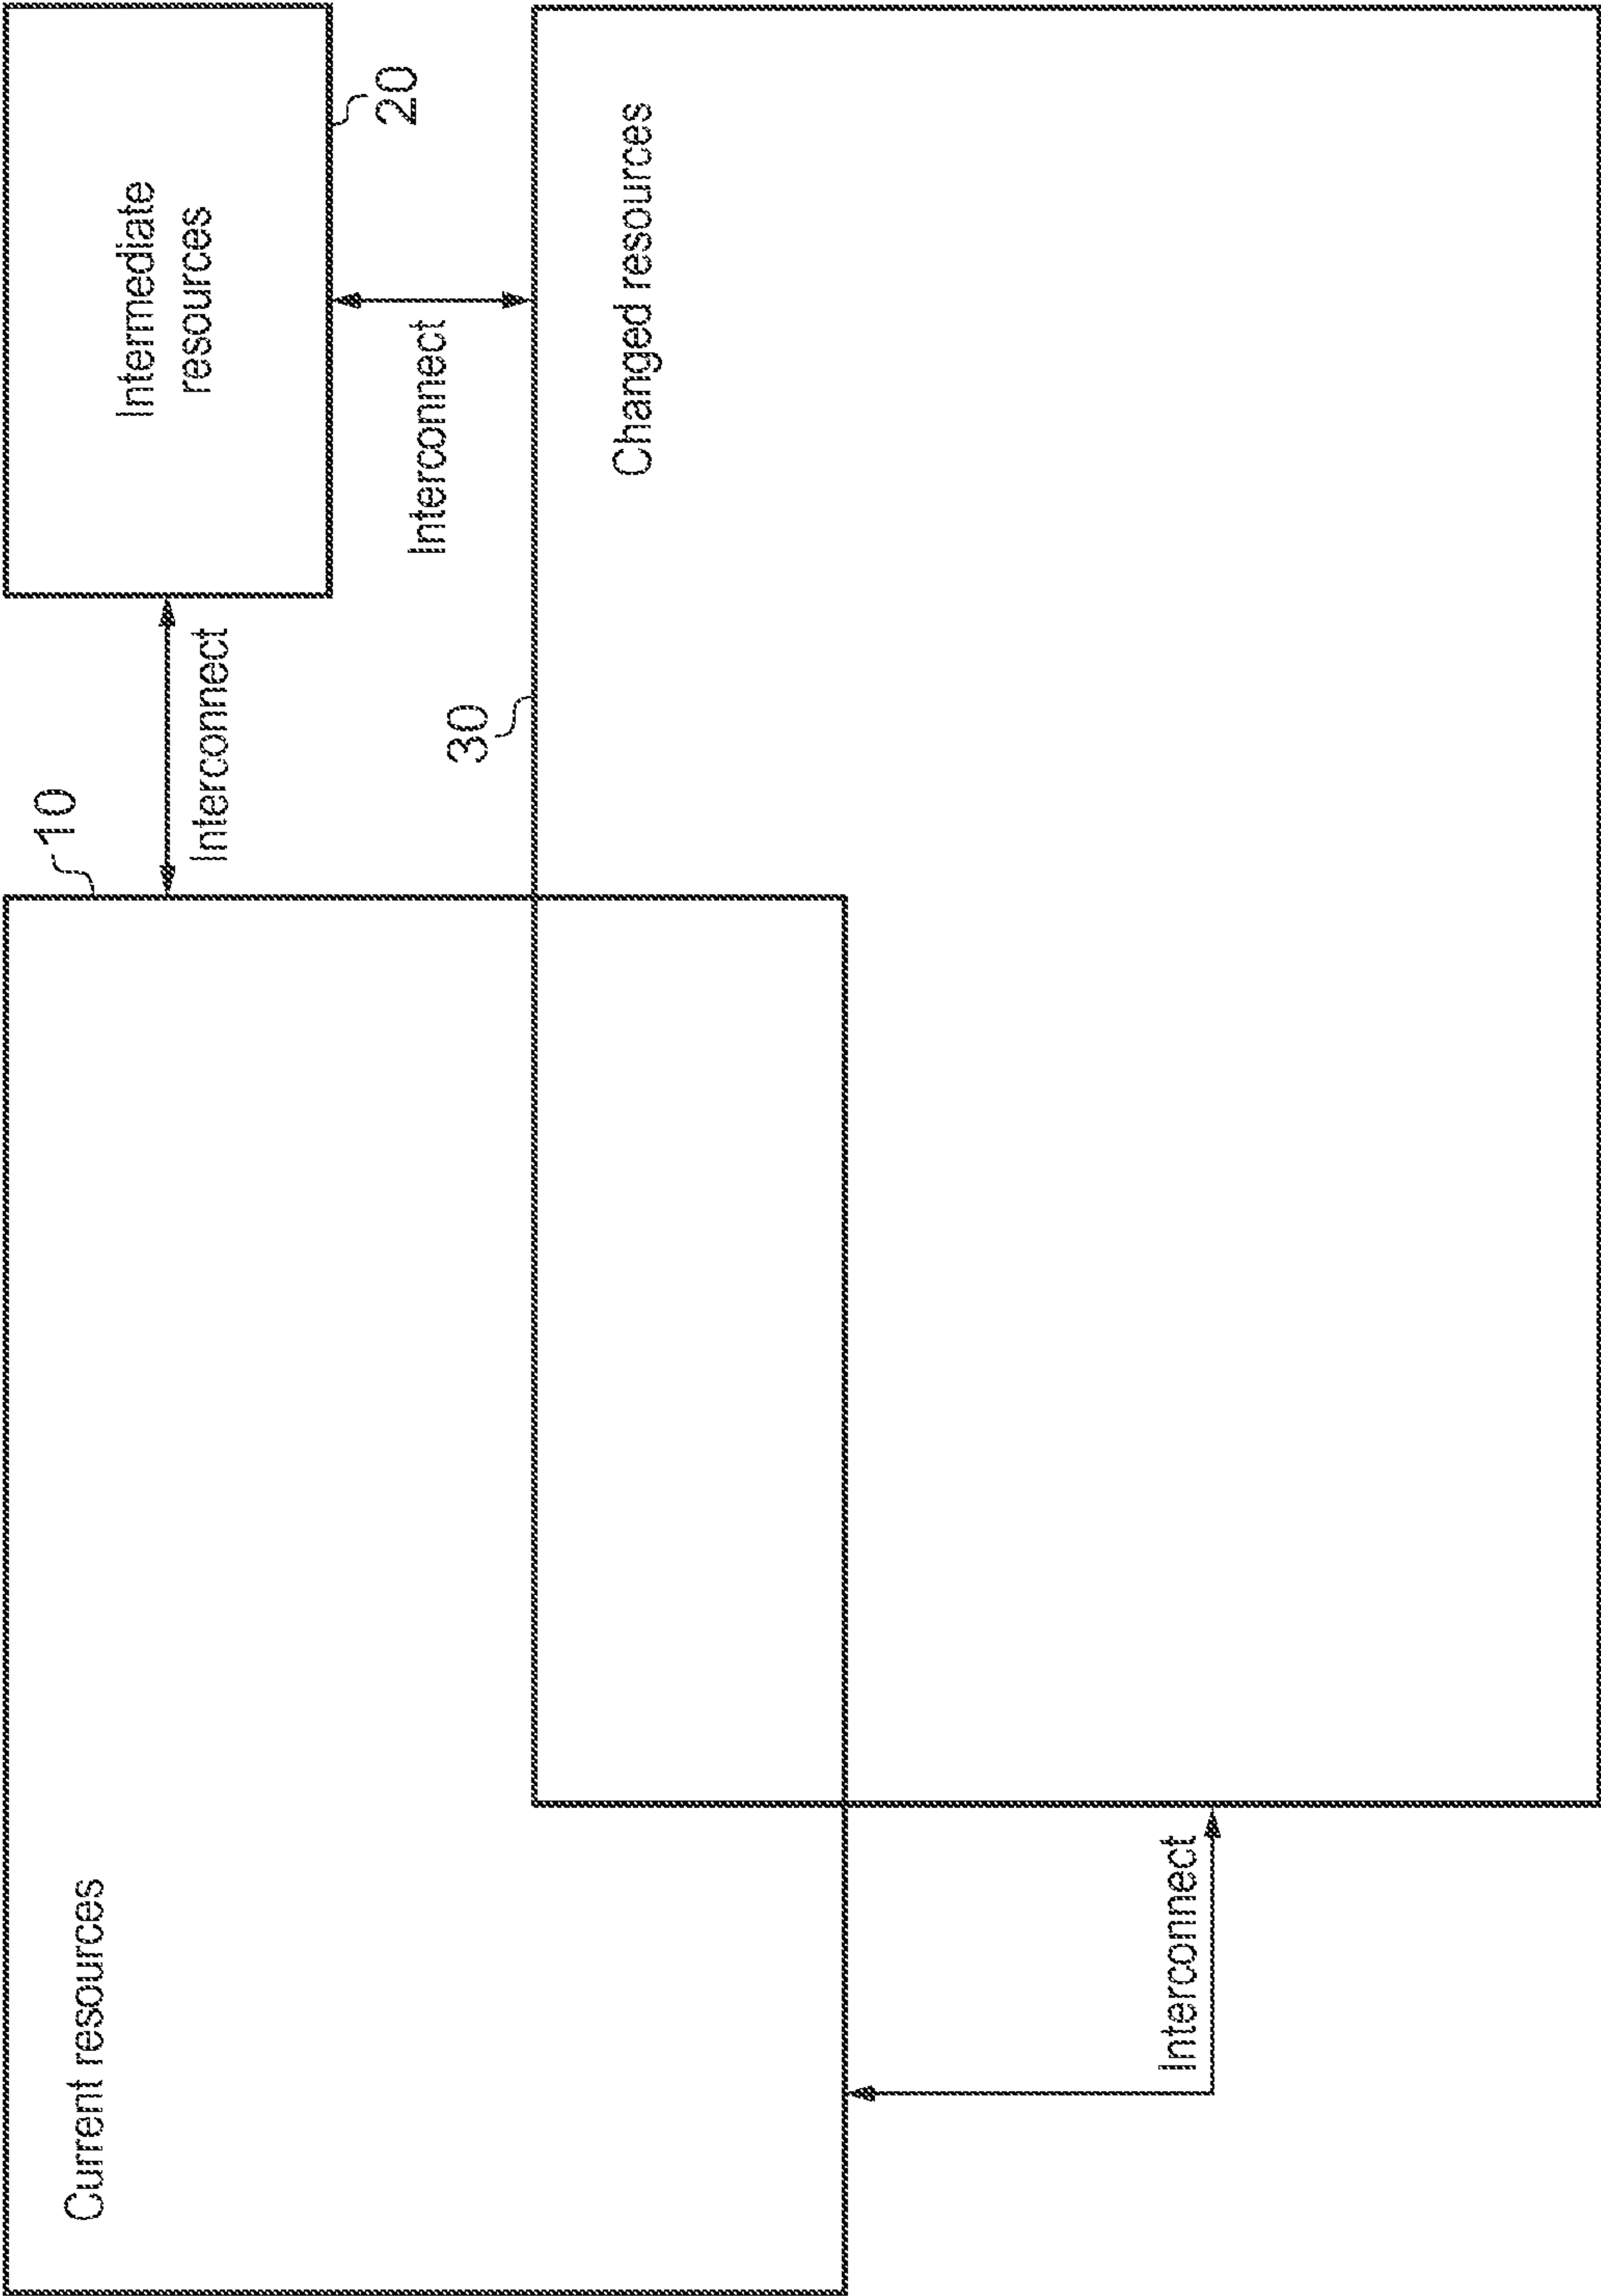 Current resources
10
Interconnect
Intermediate
resources
20
Interconnect
30
Changed resources
Interconnect